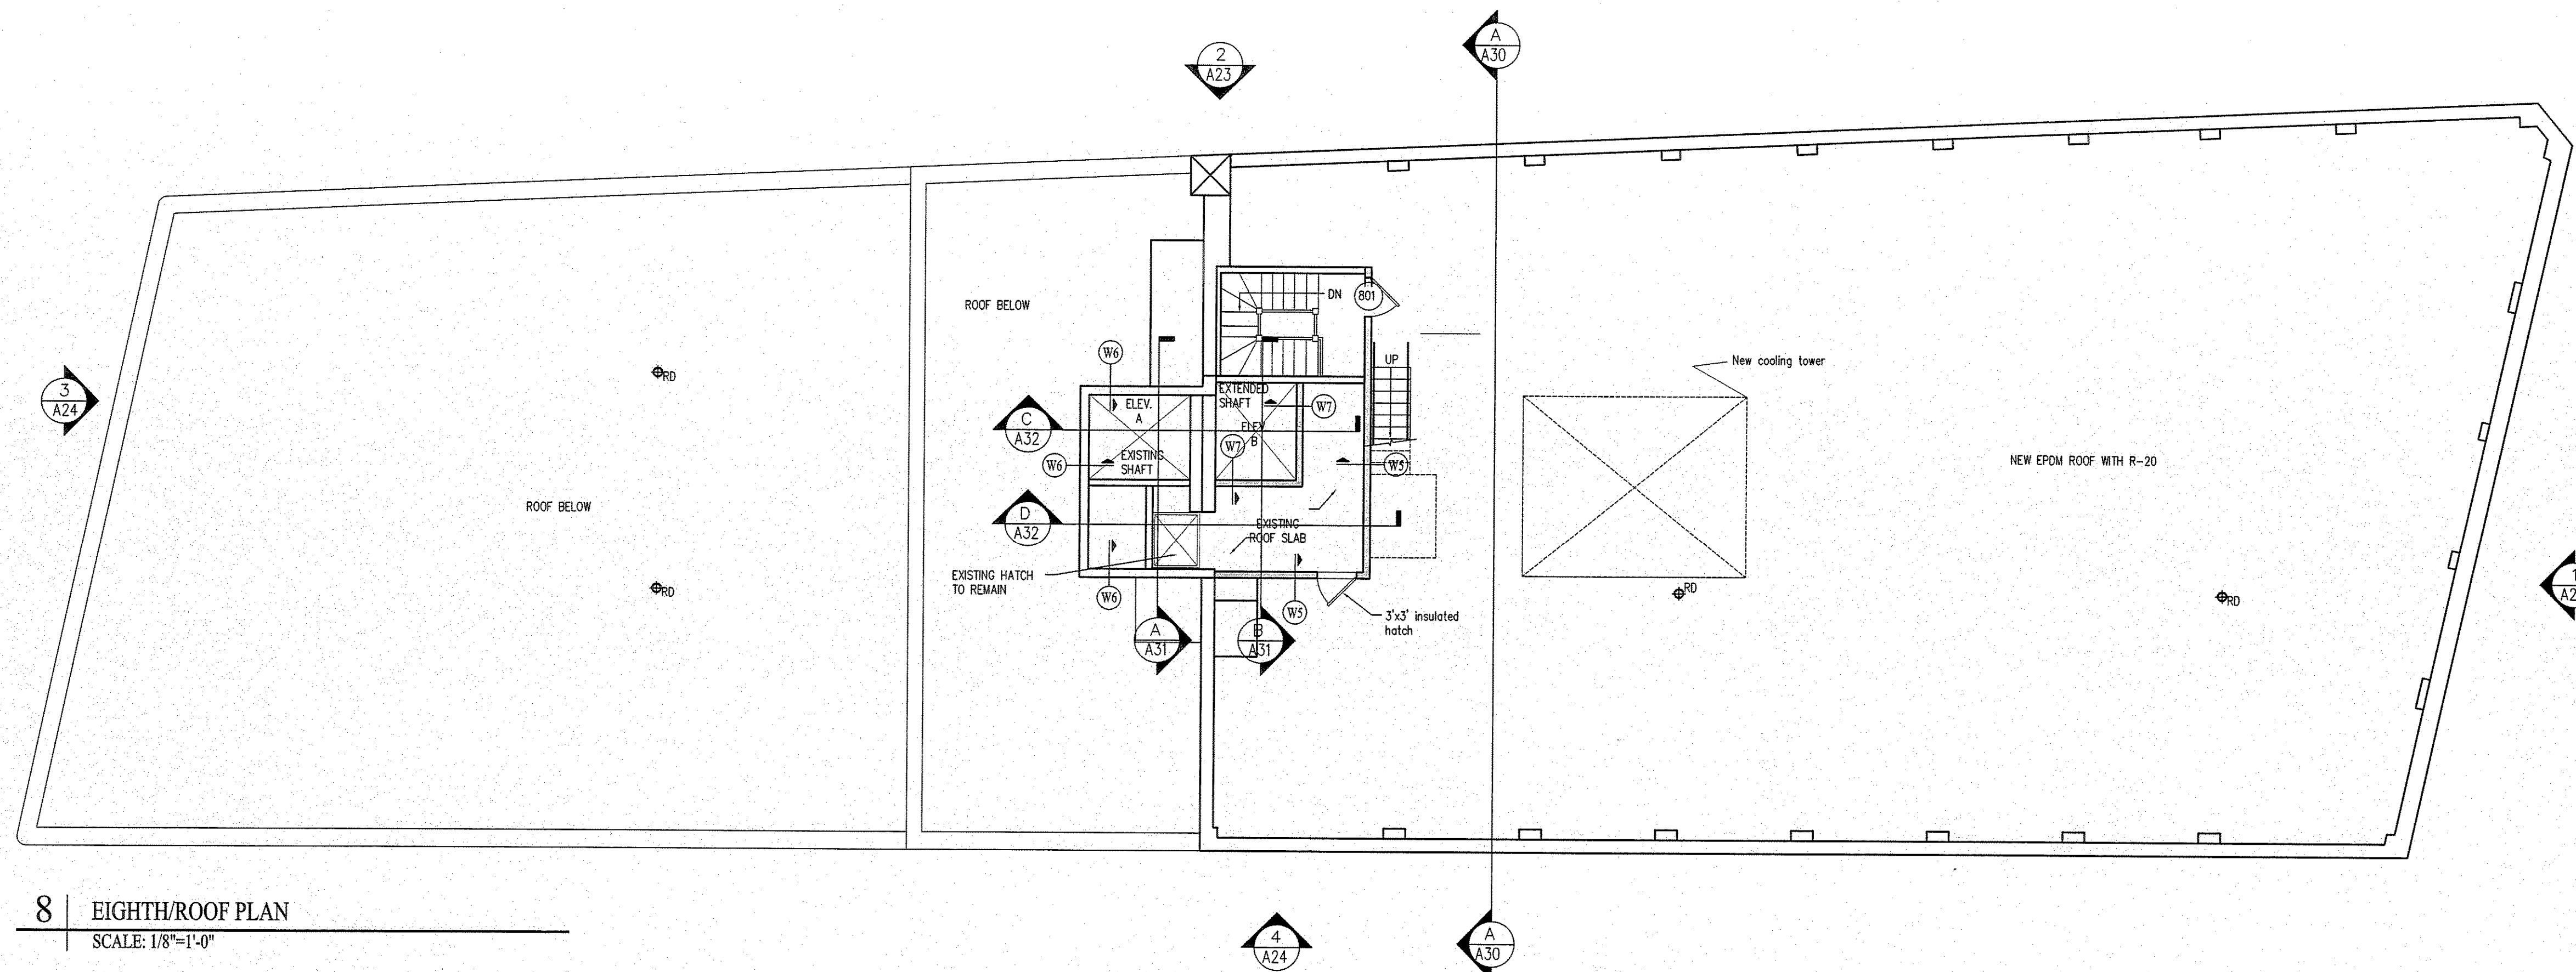 A
A30
2
A23
New cooling tower
DN
801
ROOF BELOW
RD
W6
UP
3
A24
EXTENDED
SHAFT
ELEV.
A
W7
C
A32
ELEV
B
W7
EXISTING
SHAFT
W6
W5
NEW EPDM ROOF WITH R-20
ROOF BELOW
D
A32
EXISTING
ROOF SLAB
EXISTING HATCH
TO REMAIN
RD
RD
RD
W6
W5
3'x3' insulated
hatch
1
A
A31
B
A31
8
EIGHTH/ROOF PLAN
SCALE: 1/8"=1'-0"
4
A24
A
A30